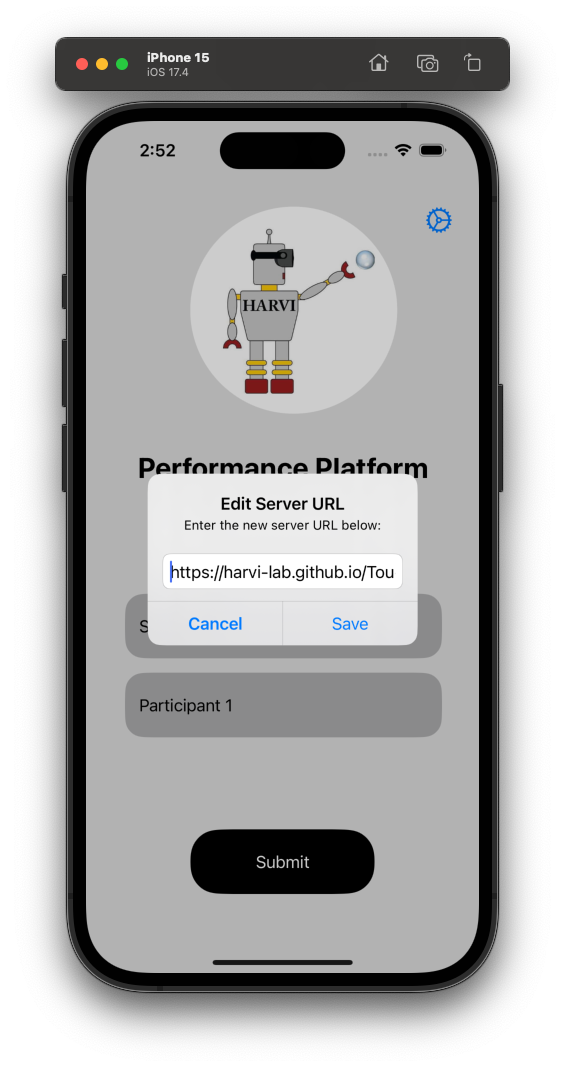 iPhone 15
iOS 17.4
2:52
HARVI
Performance Platform
Edit Server URL
Enter the new server URL below:
https://harvi-lab.github.io/Tou
S
Cancel
Save
Participant 1
Submit